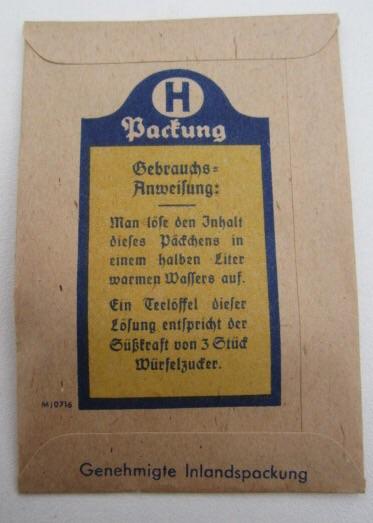 H
Packung
Gebrauchs=
Anweisung:
Man löse den Inhalt
dieses Päckchens in
einem halben Liter
warmen Wassers auf.
Ein Teelöffel dieser
Lösung entspricht der
Süßkraft von 3 Stück
Würfelzucker.
M/0716
Genehmigte Inlandspackung